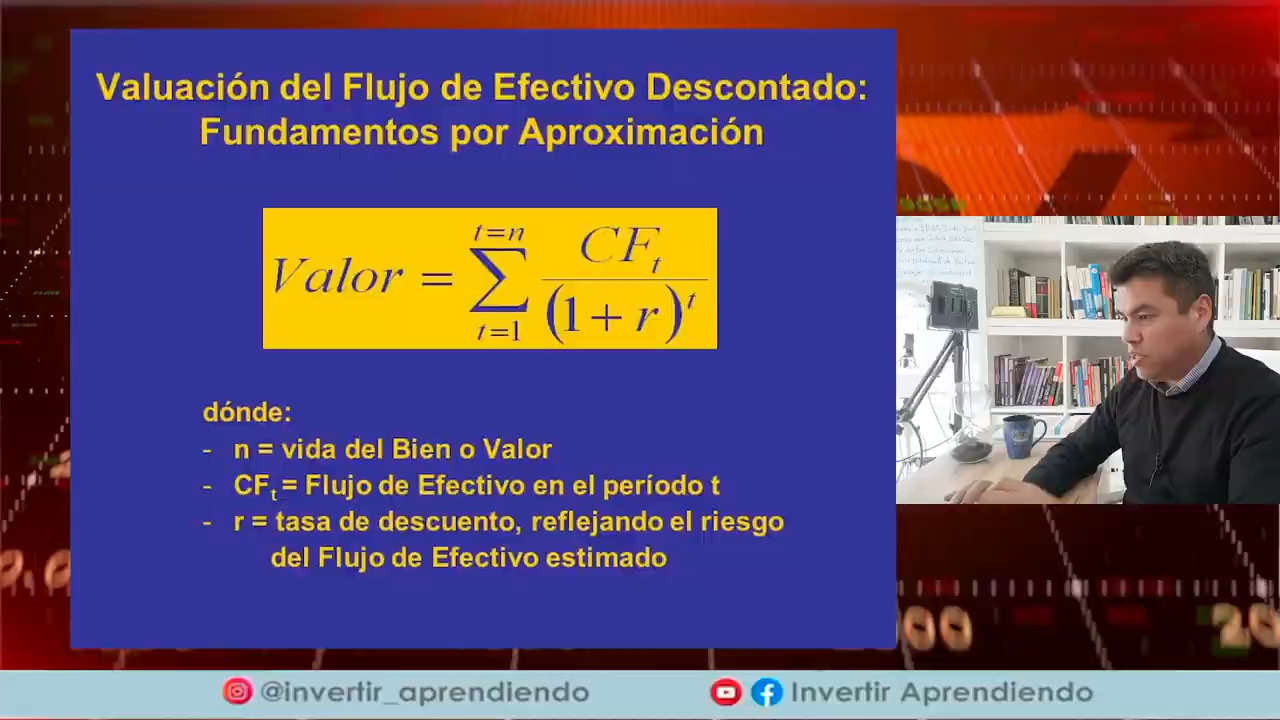 Valuación del Flujo de Efectivo Descontado:
Fundamentos por Aproximación
Valor = \sum_{t=1}^{t=n} \frac{CF_t}{(1+r)^t}
dónde:
- n = vida del Bien o Valor
- CF_t = Flujo de Efectivo en el período t
- r = tasa de descuento, reflejando el riesgo
del Flujo de Efectivo estimado
@invertir_aprendiendo
Invertir Aprendiendo